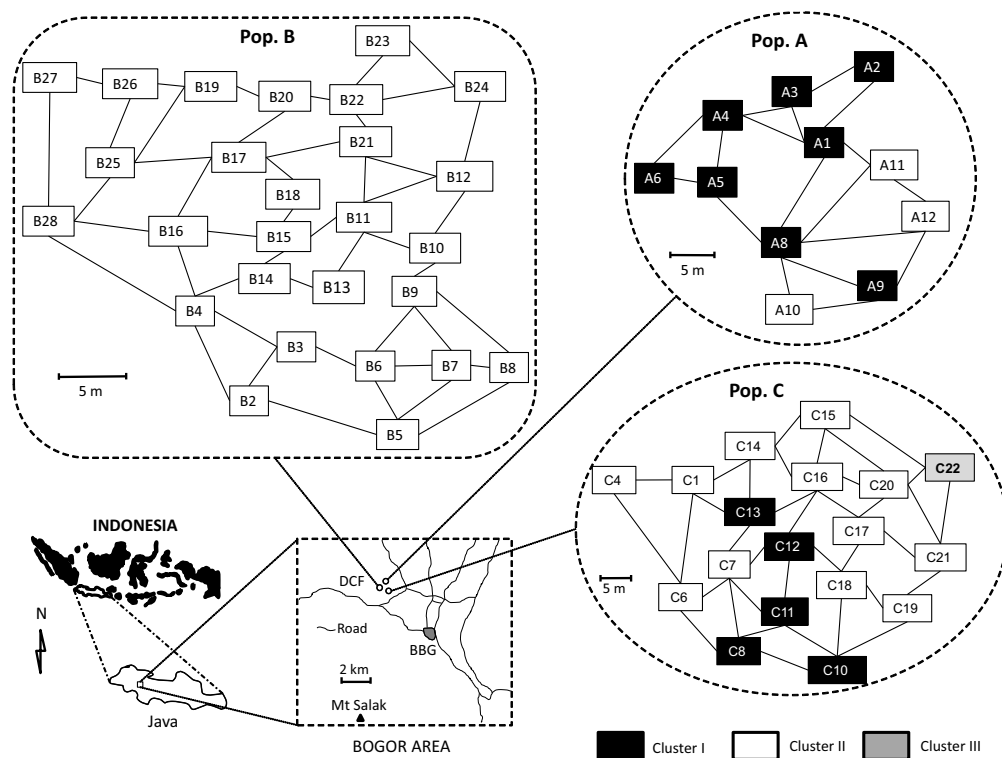 Pop. B
B23
B27
B26
B19
B20
B22
B24
B21
B25
B17
B12
B18
B28
B16
B15
B11
B10
B14
B13
B9
B4
B3
B6
B7
B8
B2
B5
5 m
Pop. A
A2
A3
A4
A1
A11
A6
A5
A12
A8
A9
A10
5 m
Pop. C
C15
C14
C22
C4
C1
C16
C20
C13
C17
C12
C21
C7
C18
C6
C11
C19
C8
C10
5 m
INDONESIA
N
Java
DCF
Road
BBG
2 km
Mt Salak
BOGOR AREA
Cluster I
Cluster II
Cluster III